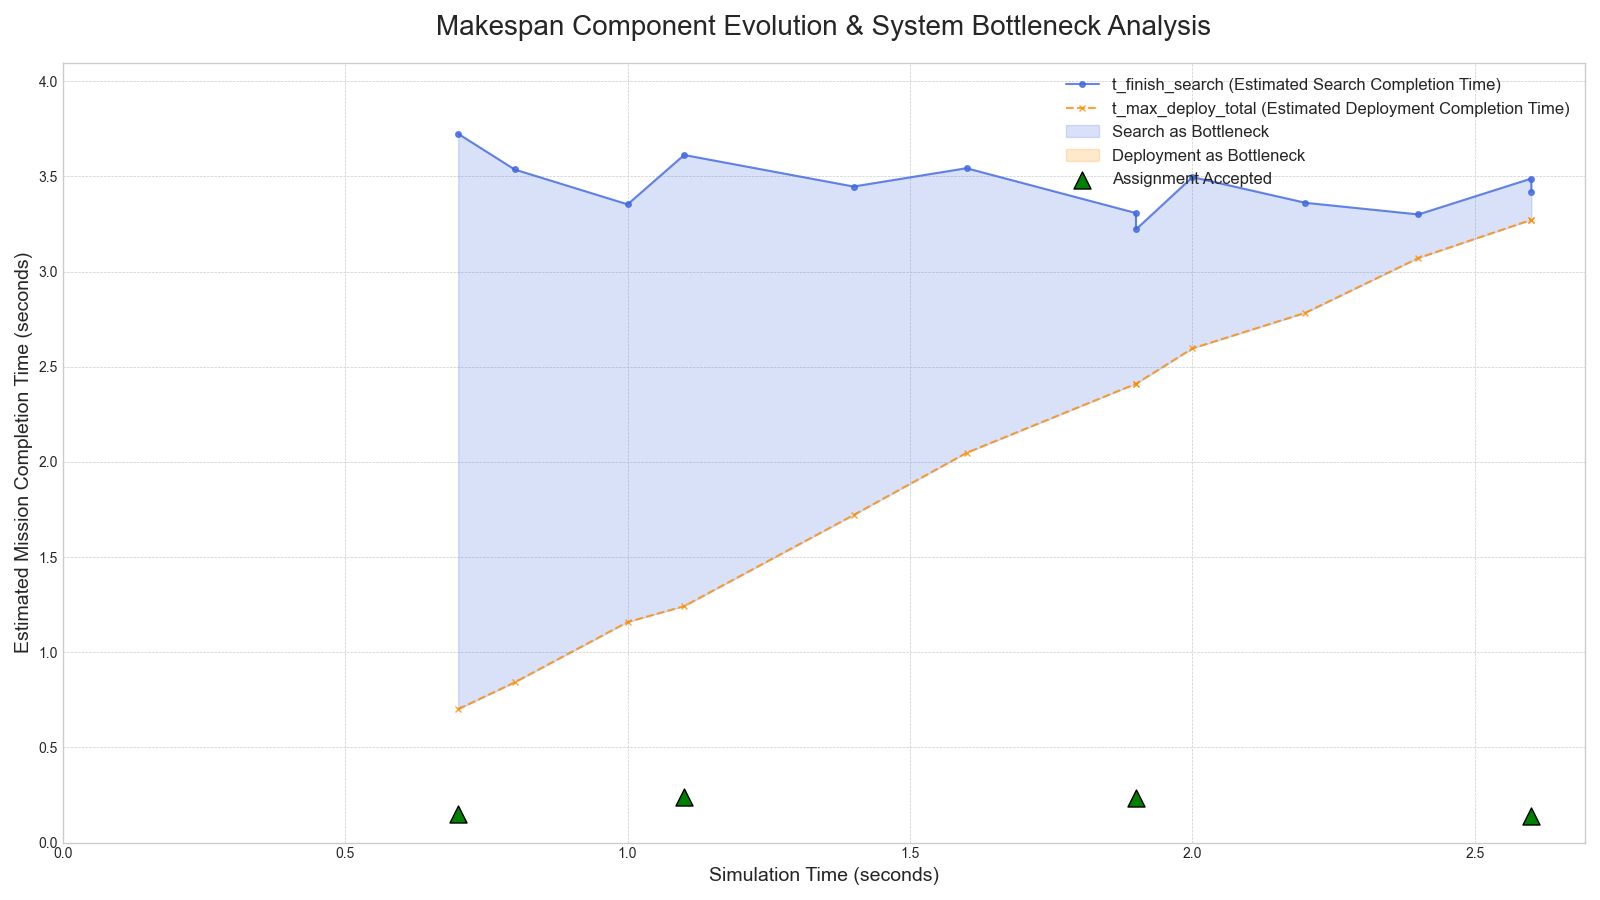 Makespan Component Evolution & System Bottleneck Analysis
t_finish_search (Estimated Search Completion Time)
t_max_deploy_total (Estimated Deployment Completion Time)
Search as Bottleneck
Deployment as Bottleneck
Assignment Accepted
Estimated Mission Completion Time (seconds)
4.0
3.5
3.0
2.5
2.0
1.5
1.0
0.5
0.0
0.0 0.5 1.0 1.5 2.0 2.5
Simulation Time (seconds)